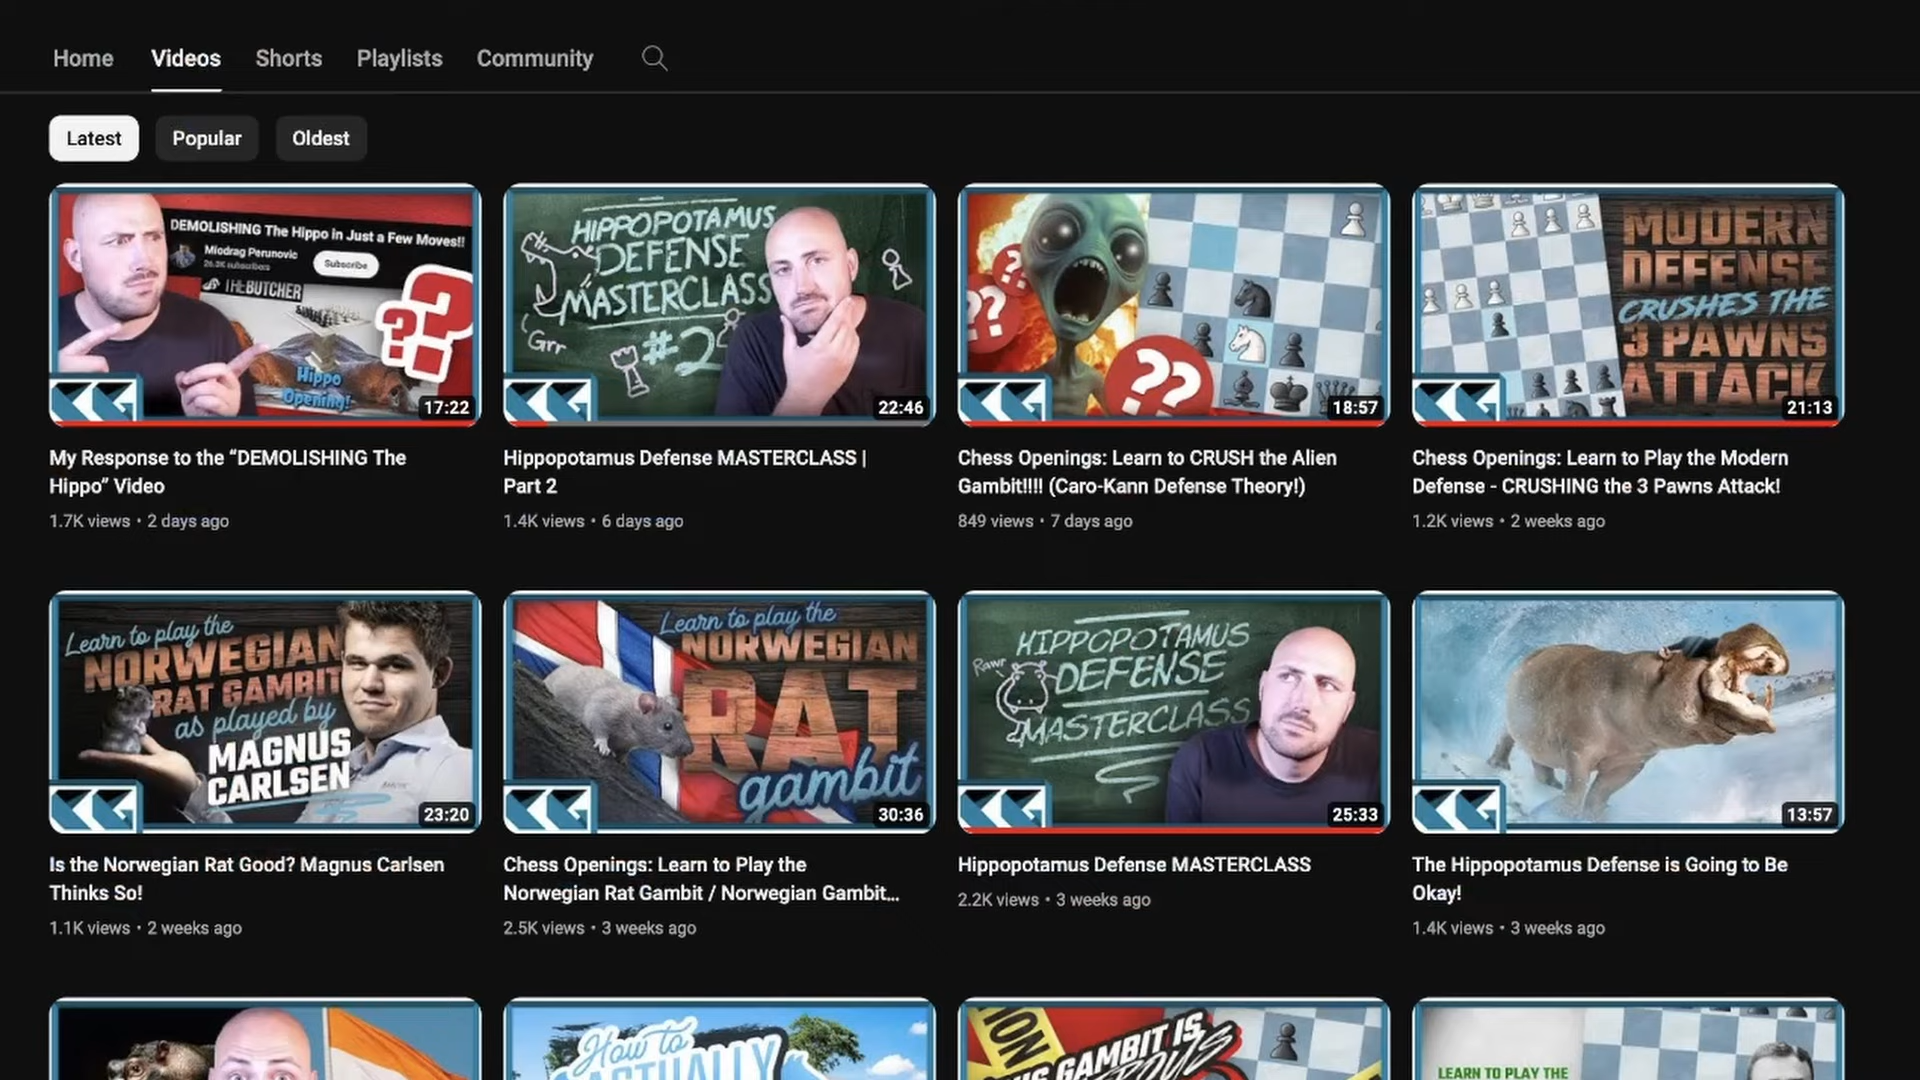 Home Videos Shorts Playlists Community
Latest Popular Oldest
DEMOLISHING The Hippo in Just a Few Moves!!
Miodrag Perunovic
Subscribe
THEBUTCHER
??
Hippo
Opening!
17:22
HIPPOPOTAMUS
DEFENSE
MASTERCLASS
Grr
#2
22:46
??
??
?
18:57
MODERN
DEFENSE
CRUSHES THE
3 PAWNS
ATTACK
21:13
My Response to the “DEMOLISHING The
Hippo” Video
1.7K views • 2 days ago
Hippopotamus Defense MASTERCLASS |
Part 2
1.4K views • 6 days ago
Chess Openings: Learn to CRUSH the Alien
Gambit!!!! (Caro-Kann Defense Theory!)
849 views • 7 days ago
Chess Openings: Learn to Play the Modern
Defense - CRUSHING the 3 Pawns Attack!
1.2K views • 2 weeks ago
Learn to play the
NORWEGIAN
RAT GAMBIT
as played by
MAGNUS
CARLSEN
23:20
Learn to play the
NORWEGIAN
RAT
gambit
30:36
HIPPOPOTAMUS
Rawr
DEFENSE
MASTERCLASS
25:33
13:57
Is the Norwegian Rat Good? Magnus Carlsen
Thinks So!
1.1K views • 2 weeks ago
Chess Openings: Learn to Play the
Norwegian Rat Gambit / Norwegian Gambit...
2.5K views • 3 weeks ago
Hippopotamus Defense MASTERCLASS
2.2K views • 3 weeks ago
The Hippopotamus Defense is Going to Be
Okay!
1.4K views • 3 weeks ago
How to
ACTUALLY
GAMBIT IS
LEARN TO PLAY THE